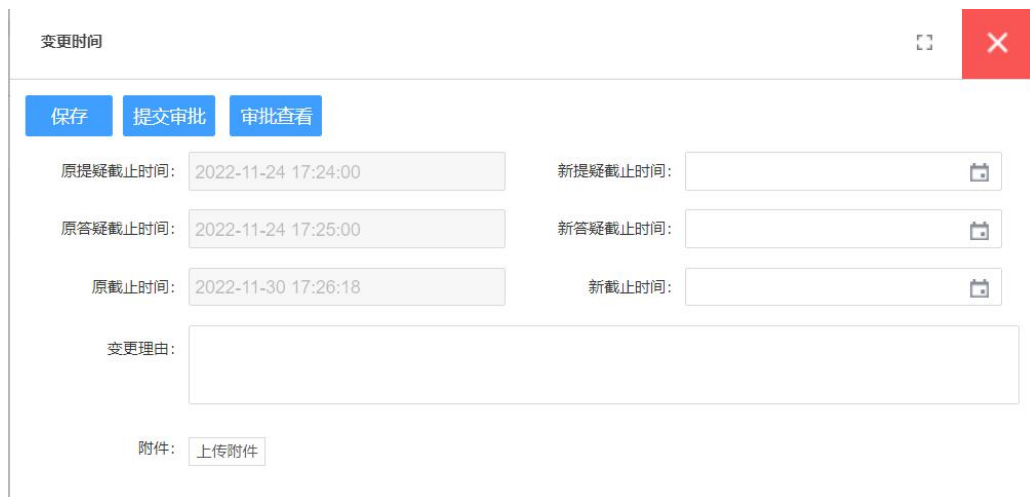 变更时间
保存 提交审批 审批查看
原提疑截止时间: 2022-11-24 17:24:00 新提疑截止时间:
原答疑截止时间: 2022-11-24 17:25:00 新答疑截止时间:
原截止时间: 2022-11-30 17:26:18 新截止时间:
变更理由:
附件: 上传附件